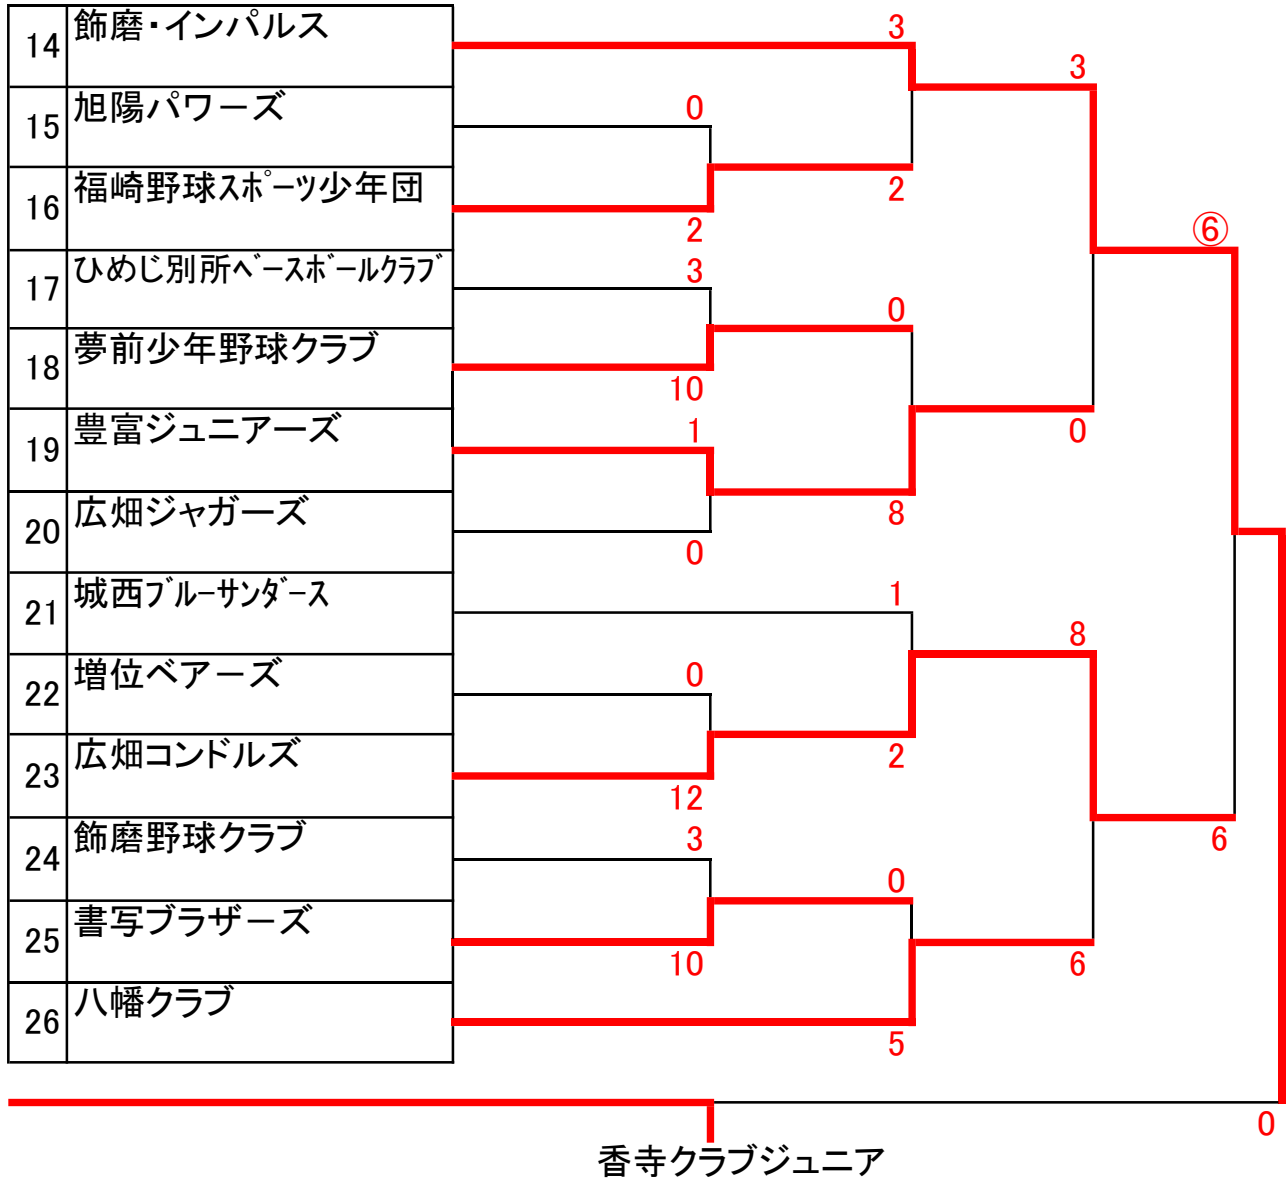 14 飾磨・インパルス
3
3
15 旭陽パワーズ
0
16 福崎野球スポーツ少年団
2
2
⑥
17 ひめじ別所ベースボールクラブ
3
0
18 夢前少年野球クラブ
10
19 豊富ジュニアーズ
1
0
20 広畑ジャガーズ
8
0
21 城西ブルーサンダース
1
8
22 増位ベアーズ
0
23 広畑コンドルズ
2
12
24 飾磨野球クラブ
3
6
0
25 書写ブラザーズ
10
6
26 八幡クラブ
5
0
香寺クラブジュニア